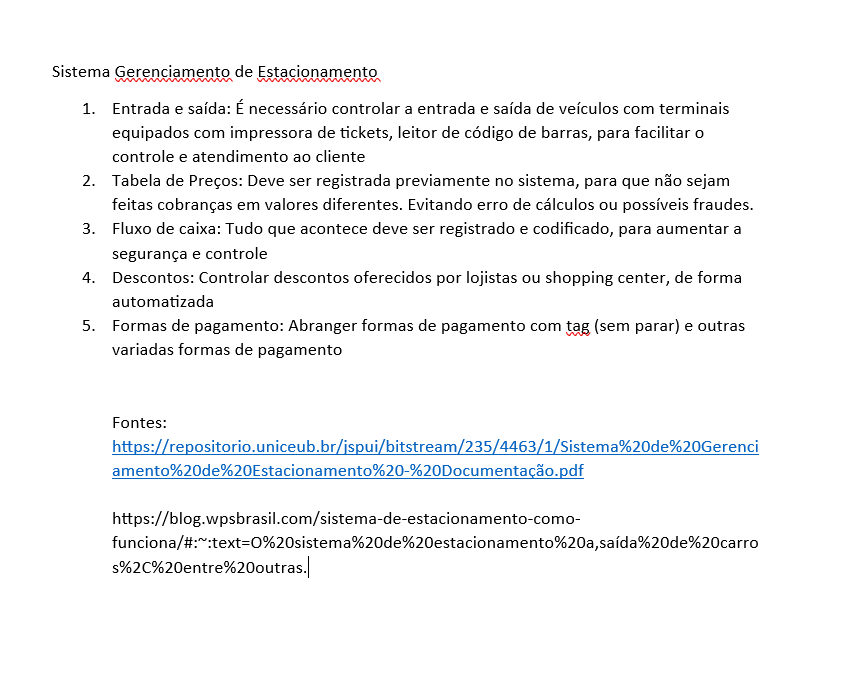 Sistema Gerenciamento de Estacionamento
1. Entrada e saída: É necessário controlar a entrada e saída de veículos com terminais
equipados com impressora de tickets, leitor de código de barras, para facilitar o
controle e atendimento ao cliente
2. Tabela de Preços: Deve ser registrada previamente no sistema, para que não sejam
feitas cobranças em valores diferentes. Evitando erro de cálculos ou possíveis fraudes.
3. Fluxo de caixa: Tudo que acontece deve ser registrado e codificado, para aumentar a
segurança e controle
4. Descontos: Controlar descontos oferecidos por lojistas ou shopping center, de forma
automatizada
5. Formas de pagamento: Abranger formas de pagamento com tag (sem parar) e outras
variadas formas de pagamento
Fontes:
https://repositorio.uniceub.br/jspui/bitstream/235/4463/1/Sistema%20de%20Gerenci
amento%20de%20Estacionamento%20-%20Documentação.pdf
https://blog.wpsbrasil.com/sistema-de-estacionamento-como-
funciona/#:~:text=O%20sistema%20de%20estacionamento%20a,saída%20de%20carro
s%2C%20entre%20outras.